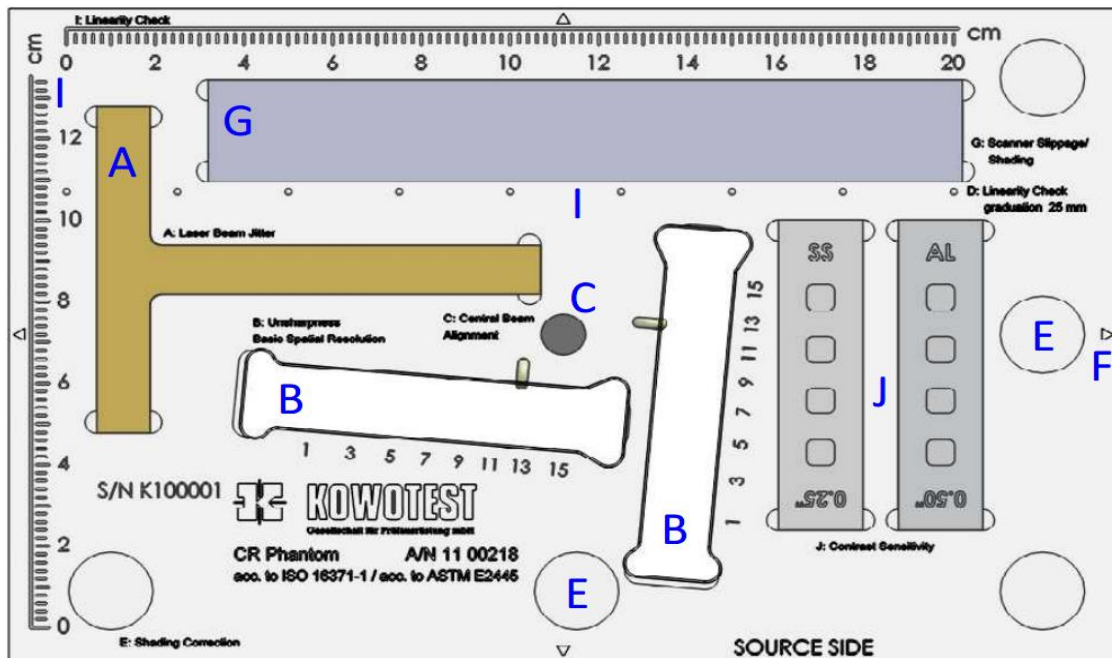 I: Linearity Check
cm
0 2 4 6 8 10 12 14 16 18 20
cm
I
12
10
8
6
4
2
0
A
G
G: Scanner Slippage/
Shading
I
D: Linearity Check
graduation 25 mm
A: Laser Beam Jitter
B: Unsharpness
Basic Spatial Resolution
C: Central Beam
Alignment
C
B
1 3 5 7 9 11 13 15
B
15
13
11
9
7
5
3
1
SS
0.25"
J
AL
0.50"
E
F
S/N K100001
KOWOTEST
Gesellschaft für Prüfausrüstung mbH
CR Phantom A/N 11 00218
acc. to ISO 16371-1 / acc. to ASTM E2445
J: Contrast Sensitivity
E
E: Shading Correction
SOURCE SIDE